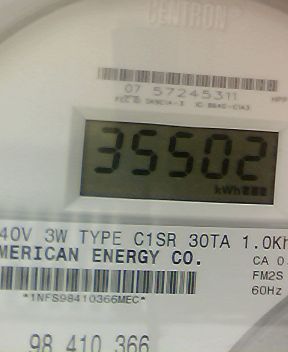 CENTRON
07 57245311
35502
kWh
40V 3W TYPE C1SR 30TA 1.0Kh
MERICAN ENERGY CO.
CA 0.
FM2S
60Hz
*1NFS98410366MEC*
98 410 366